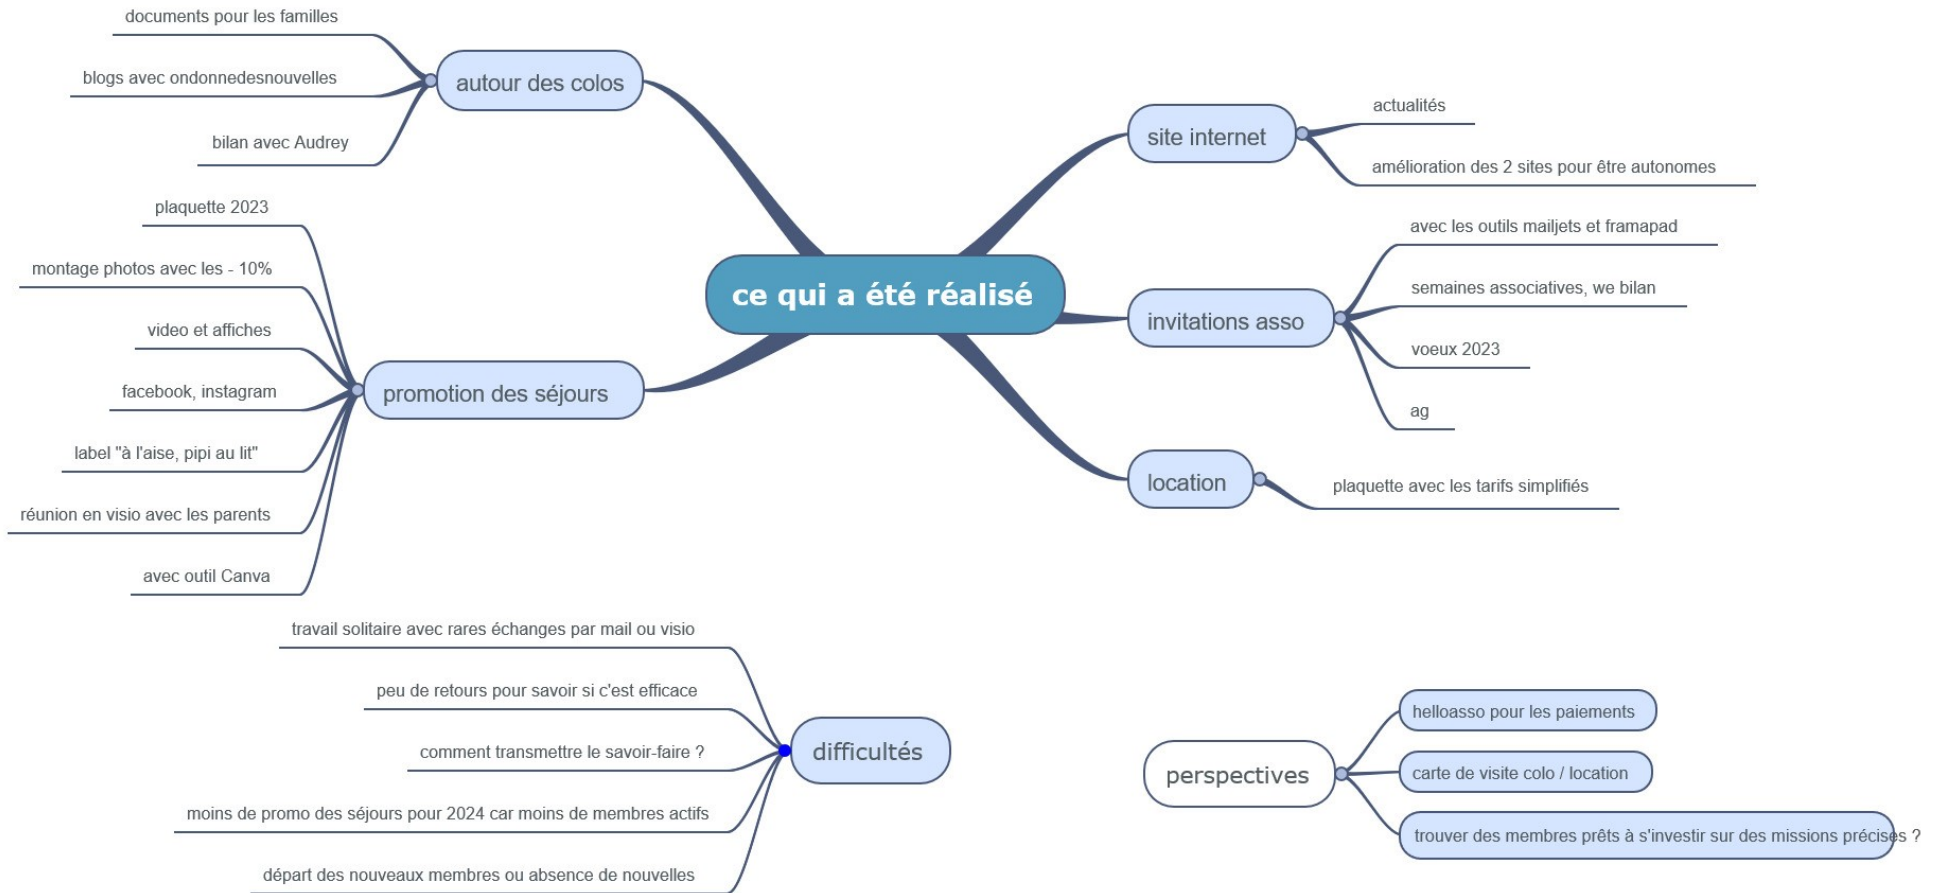 ce qui a été réalisé
autour des colos
documents pour les familles
blogs avec ondonnedesnouvelles
bilan avec Audrey
promotion des séjours
plaquette 2023
montage photos avec les - 10%
video et affiches
facebook, instagram
label "à l'aise, pipi au lit"
réunion en visio avec les parents
avec outil Canva
site internet
actualités
amélioration des 2 sites pour être autonomes
invitations asso
avec les outils mailjets et framapad
semaines associatives, we bilan
voeux 2023
ag
location
plaquette avec les tarifs simplifiés
difficultés
travail solitaire avec rares échanges par mail ou visio
peu de retours pour savoir si c'est efficace
comment transmettre le savoir-faire ?
moins de promo des séjours pour 2024 car moins de membres actifs
départ des nouveaux membres ou absence de nouvelles
perspectives
helloasso pour les paiements
carte de visite colo / location
trouver des membres prêts à s'investir sur des missions précises ?